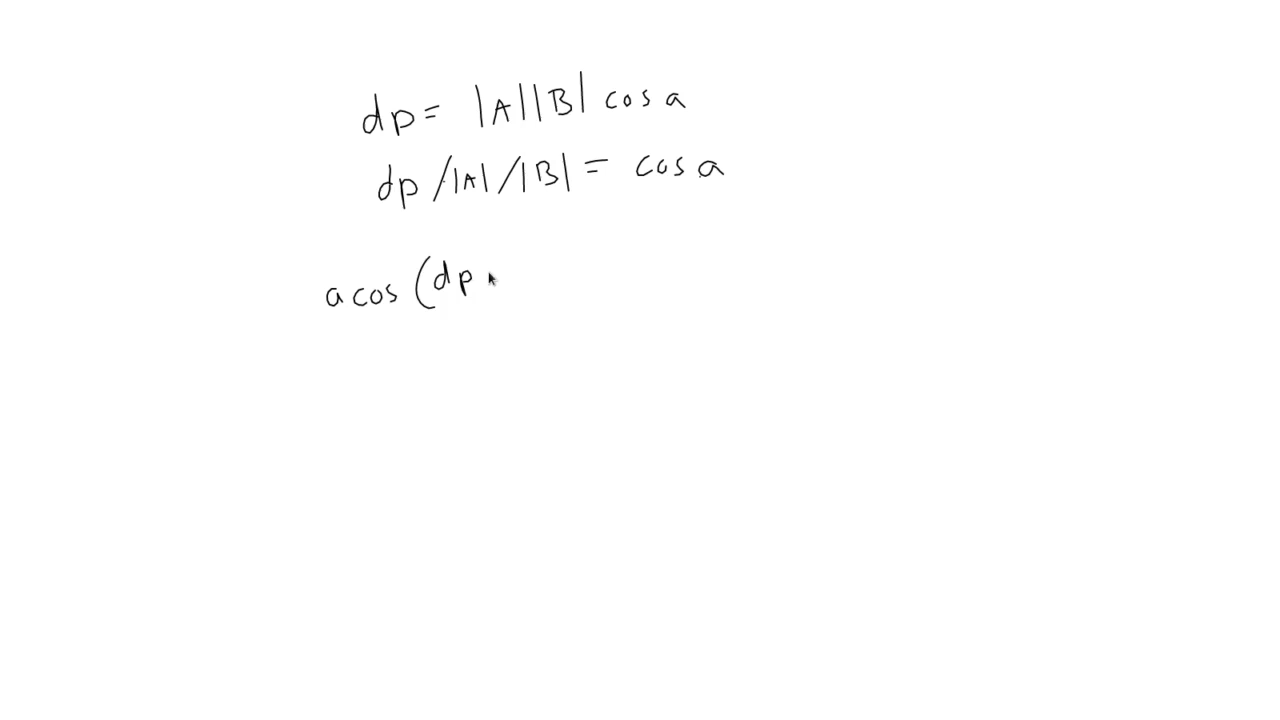 dp = |A||B| cos a
dp /|A| /|B| = cos a
acos (dp